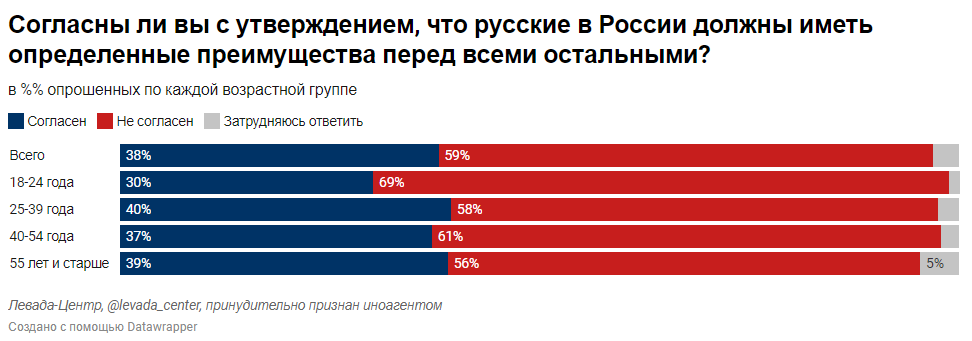 Согласны ли вы с утверждением, что русские в России должны иметь
определенные преимущества перед всеми остальными?
в %% опрошенных по каждой возрастной группе
Согласен Не согласен Затрудняюсь ответить
Всего 38% 59%
18-24 года 30% 69%
25-39 года 40% 58%
40-54 года 37% 61%
55 лет и старше 39% 56% 5%
Левада-Центр, @levada_center, принудительно признан иноагентом
Создано с помощью Datawrapper